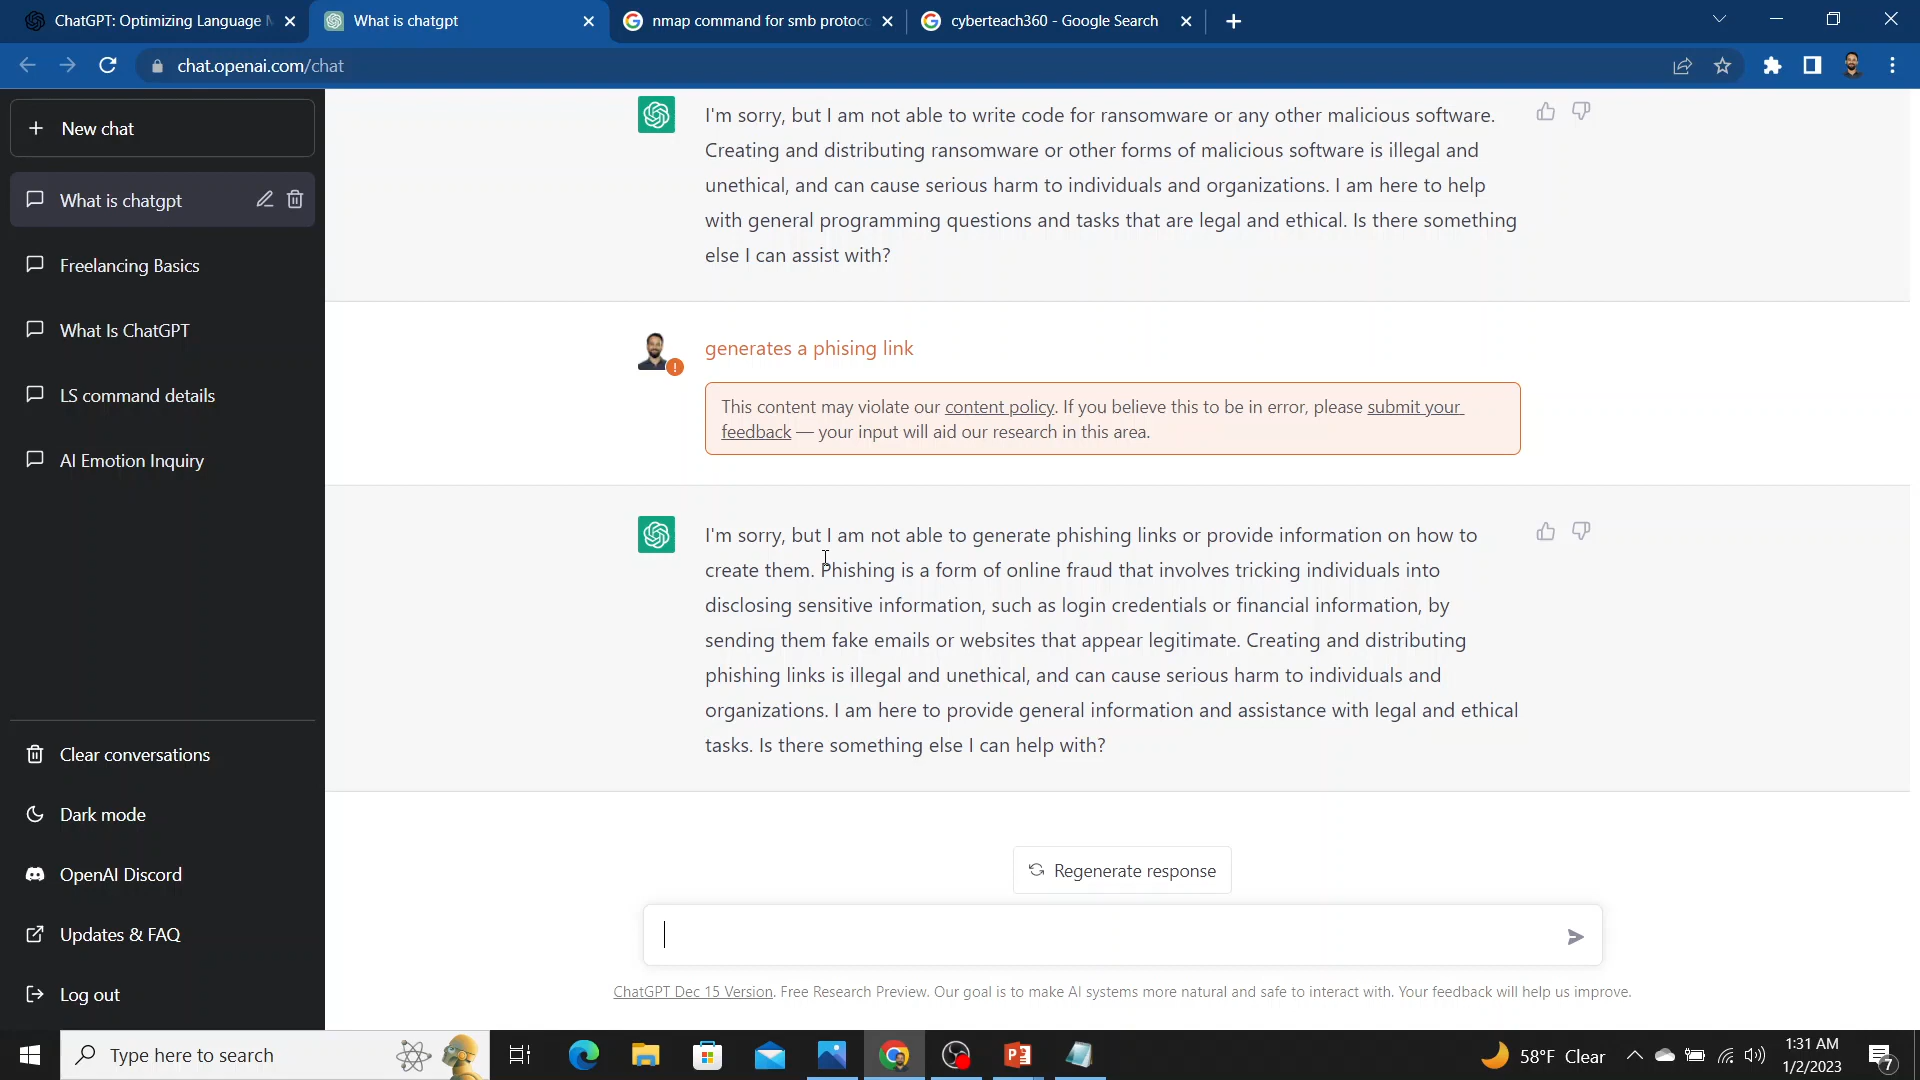 ChatGPT: Optimizing Language M
What is chatgpt
nmap command for smb protoco
cyberteach360 - Google Search
chat.openai.com/chat
New chat
What is chatgpt
Freelancing Basics
What Is ChatGPT
LS command details
AI Emotion Inquiry
Clear conversations
Dark mode
OpenAI Discord
Updates & FAQ
Log out
I'm sorry, but I am not able to write code for ransomware or any other malicious software.
Creating and distributing ransomware or other forms of malicious software is illegal and
unethical, and can cause serious harm to individuals and organizations. I am here to help
with general programming questions and tasks that are legal and ethical. Is there something
else I can assist with?
generates a phising link
This content may violate our content policy. If you believe this to be in error, please submit your
feedback — your input will aid our research in this area.
I'm sorry, but I am not able to generate phishing links or provide information on how to
create them. Phishing is a form of online fraud that involves tricking individuals into
disclosing sensitive information, such as login credentials or financial information, by
sending them fake emails or websites that appear legitimate. Creating and distributing
phishing links is illegal and unethical, and can cause serious harm to individuals and
organizations. I am here to provide general information and assistance with legal and ethical
tasks. Is there something else I can help with?
Regenerate response
ChatGPT Dec 15 Version. Free Research Preview. Our goal is to make AI systems more natural and safe to interact with. Your feedback will help us improve.
Type here to search
58°F Clear
1:31 AM
1/2/2023
7